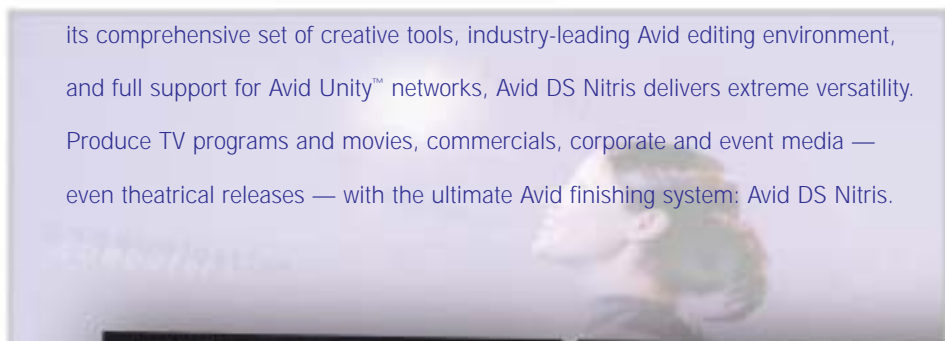 its comprehensive set of creative tools, industry-leading Avid editing environment,
and full support for Avid Unity™ networks, Avid DS Nitris delivers extreme versatility.
Produce TV programs and movies, commercials, corporate and event media —
even theatrical releases — with the ultimate Avid finishing system: Avid DS Nitris.